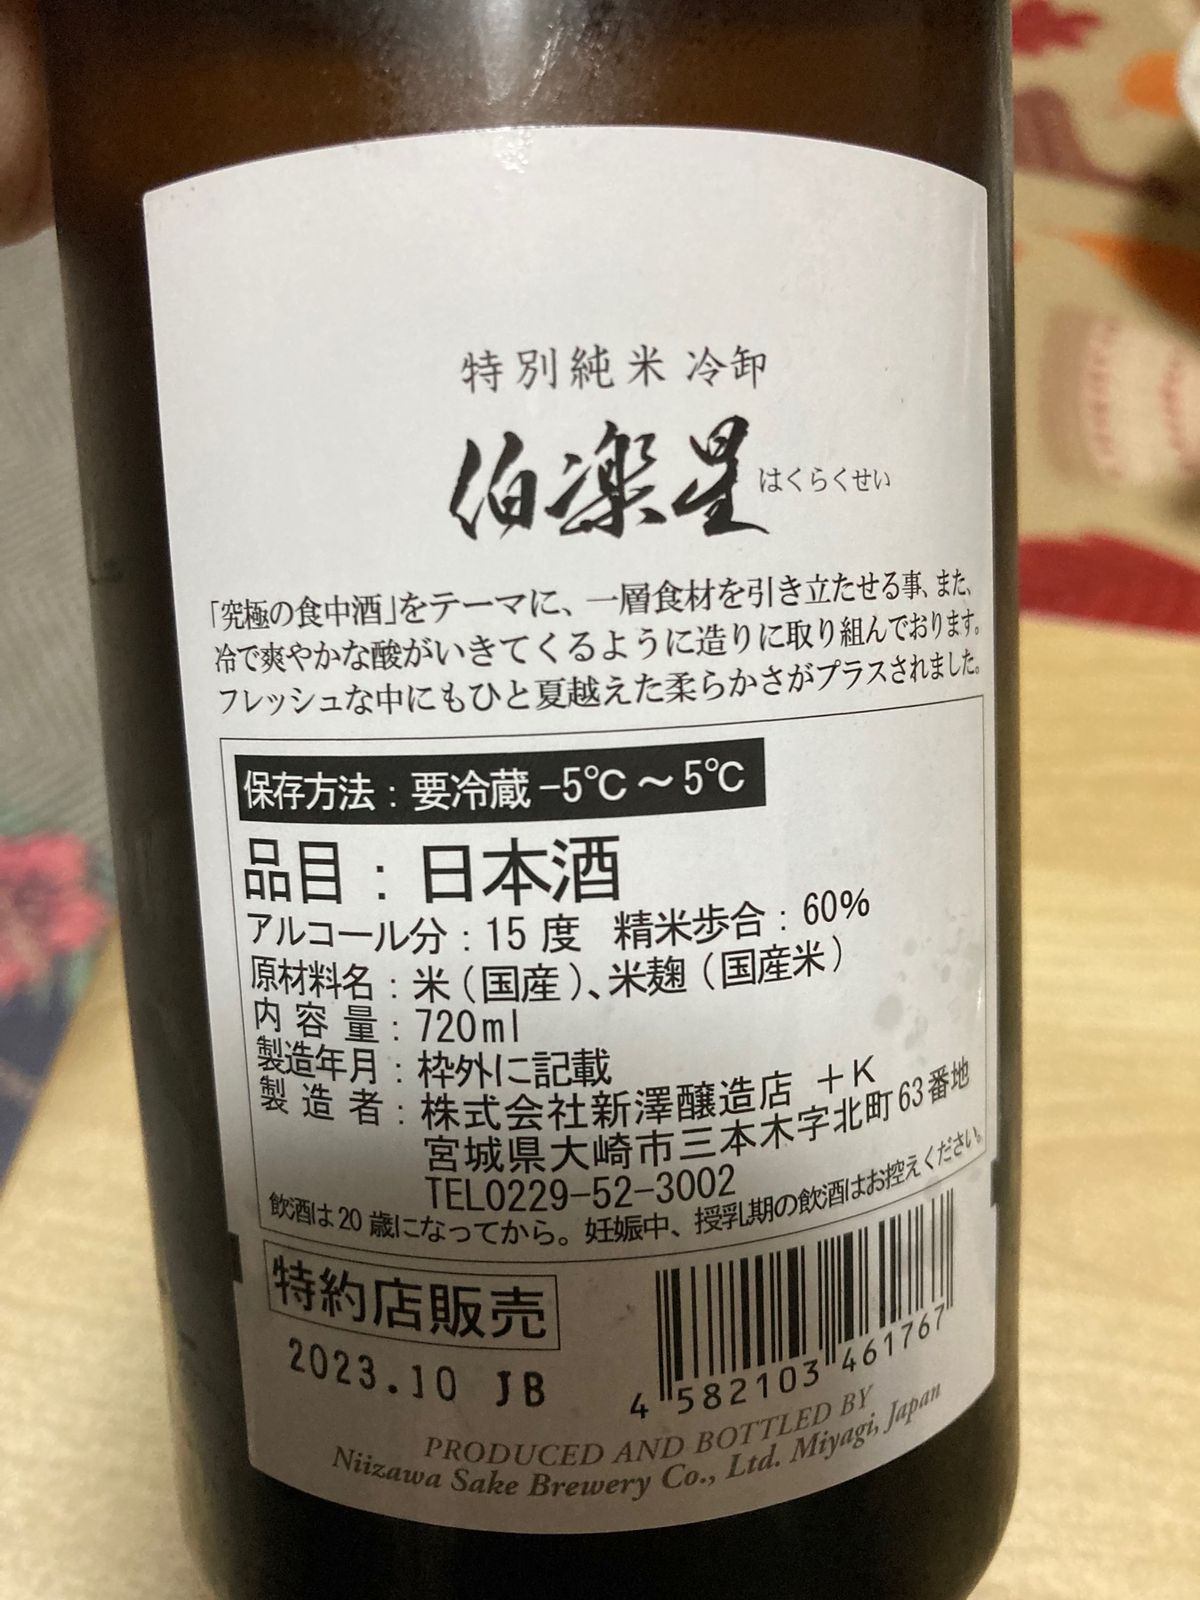 特別純米 冷卸
伯楽星 はくらくせい
「究極の食中酒」をテーマに、一層食材を引き立たせる事、また、
冷で爽やかな酸がいきてくるように造りに取り組んでおります。
フレッシュな中にもひと夏越えた柔らかさがプラスされました。
保存方法：要冷蔵 -5℃～5℃
品目：日本酒
アルコール分：15度 精米歩合：60%
原材料名：米（国産）、米麹（国産米）
内容量：720ml
製造年月：枠外に記載
製造者：株式会社新澤醸造店 +K
宮城県大崎市三本木字北町63番地
TEL0229-52-3002
飲酒は20歳になってから。妊娠中、授乳期の飲酒はお控えください。
特約店販売
2023.10 JB
4 582103 461767
PRODUCED AND BOTTLED BY
Niizawa Sake Brewery Co., Ltd. Miyagi, Japan